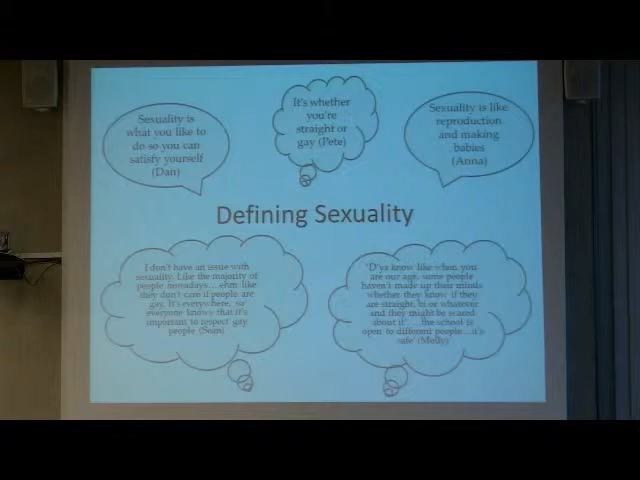 Sexuality is
what you like to
do so you can
satisfy yourself
(Dan)
It's whether
you're
straight or
gay (Pete)
Sexuality is like
reproduction
and making
babies
(Anna)
Defining Sexuality
I don't have an issue with
sexuality. Like the majority of
people nowadays…ehm like
they don't care if people are
gay. It's everywhere, so
everyone knows that it's
important to respect gay
people (Som)
'D'ya know like when you
are our age, some people
haven't made up their minds
whether they know if they
are straight, bi or whatever
and they might be scared
about it'. …the school is
open to different people…it's
safe' (Molly)